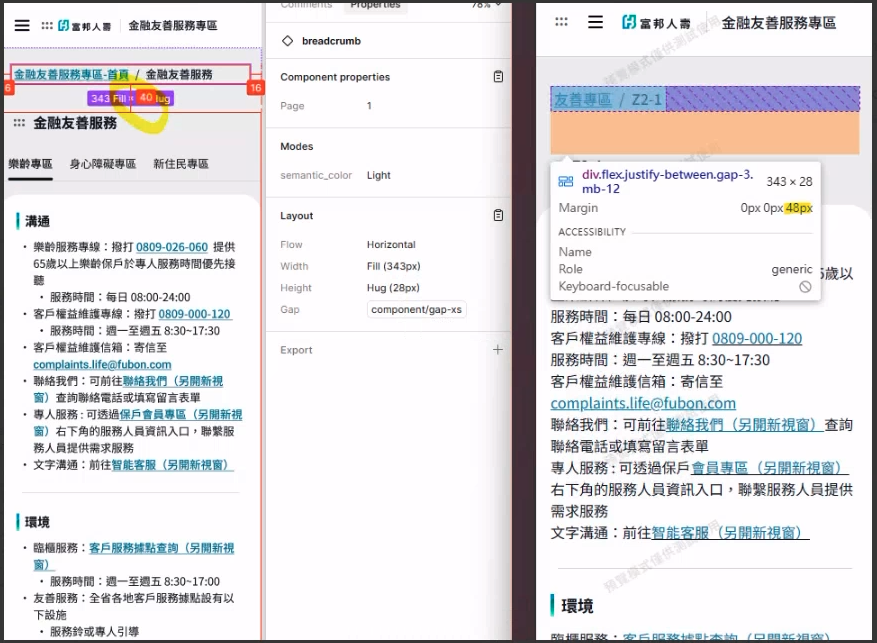 Comments Properties 78%
富邦人壽 金融友善服務專區
金融友善服務專區-首頁 / 金融友善服務
6
16
343 Fill × 40 Hug
金融友善服務
樂齡專區 身心障礙專區 新住民專區
溝通
・ 樂齡服務專線：撥打 0809-026-060 提供
65歲以上樂齡保戶於專人服務時間優先接
聽
・ 服務時間：每日 08:00-24:00
・ 客戶權益維護專線：撥打 0809-000-120
・ 服務時間：週一至週五 8:30~17:30
・ 客戶權益維護信箱：寄信至
complaints.life@fubon.com
・ 聯絡我們：可前往聯絡我們（另開新視
窗）查詢聯絡電話或填寫留言表單
・ 專人服務：可透過保戶會員專區（另開新視
窗）右下角的服務人員資訊入口，聯繫服
務人員提供需求服務
・ 文字溝通：前往智能客服（另開新視窗）
環境
・ 臨櫃服務：客戶服務據點查詢（另開新視
窗）
・ 服務時間：週一至週五 8:30~17:00
・ 友善服務：全省各地客戶服務據點設有以
下設施
・ 服務鈴或專人引導
breadcrumb
Component properties
Page 1
Modes
semantic_color Light
Layout
Flow Horizontal
Width Fill (343px)
Height Hug (28px)
Gap component/gap-xs
Export
富邦人壽 金融友善服務專區
友善專區 / Z2-1
div.flex.justify-between.gap-3.
mb-12
343 × 28
Margin 0px 0px 48px
ACCESSIBILITY
Name
Role generic
Keyboard-focusable
5歲以
服務時間：每日 08:00-24:00
客戶權益維護專線：撥打 0809-000-120
服務時間：週一至週五 8:30~17:30
客戶權益維護信箱：寄信至
complaints.life@fubon.com
聯絡我們：可前往聯絡我們（另開新視窗）查詢
聯絡電話或填寫留言表單
專人服務：可透過保戶會員專區（另開新視窗）
右下角的服務人員資訊入口，聯繫服務人員提供
需求服務
文字溝通：前往智能客服（另開新視窗）
環境
臨櫃服務：客戶服務據點查詢（另開新視窗）